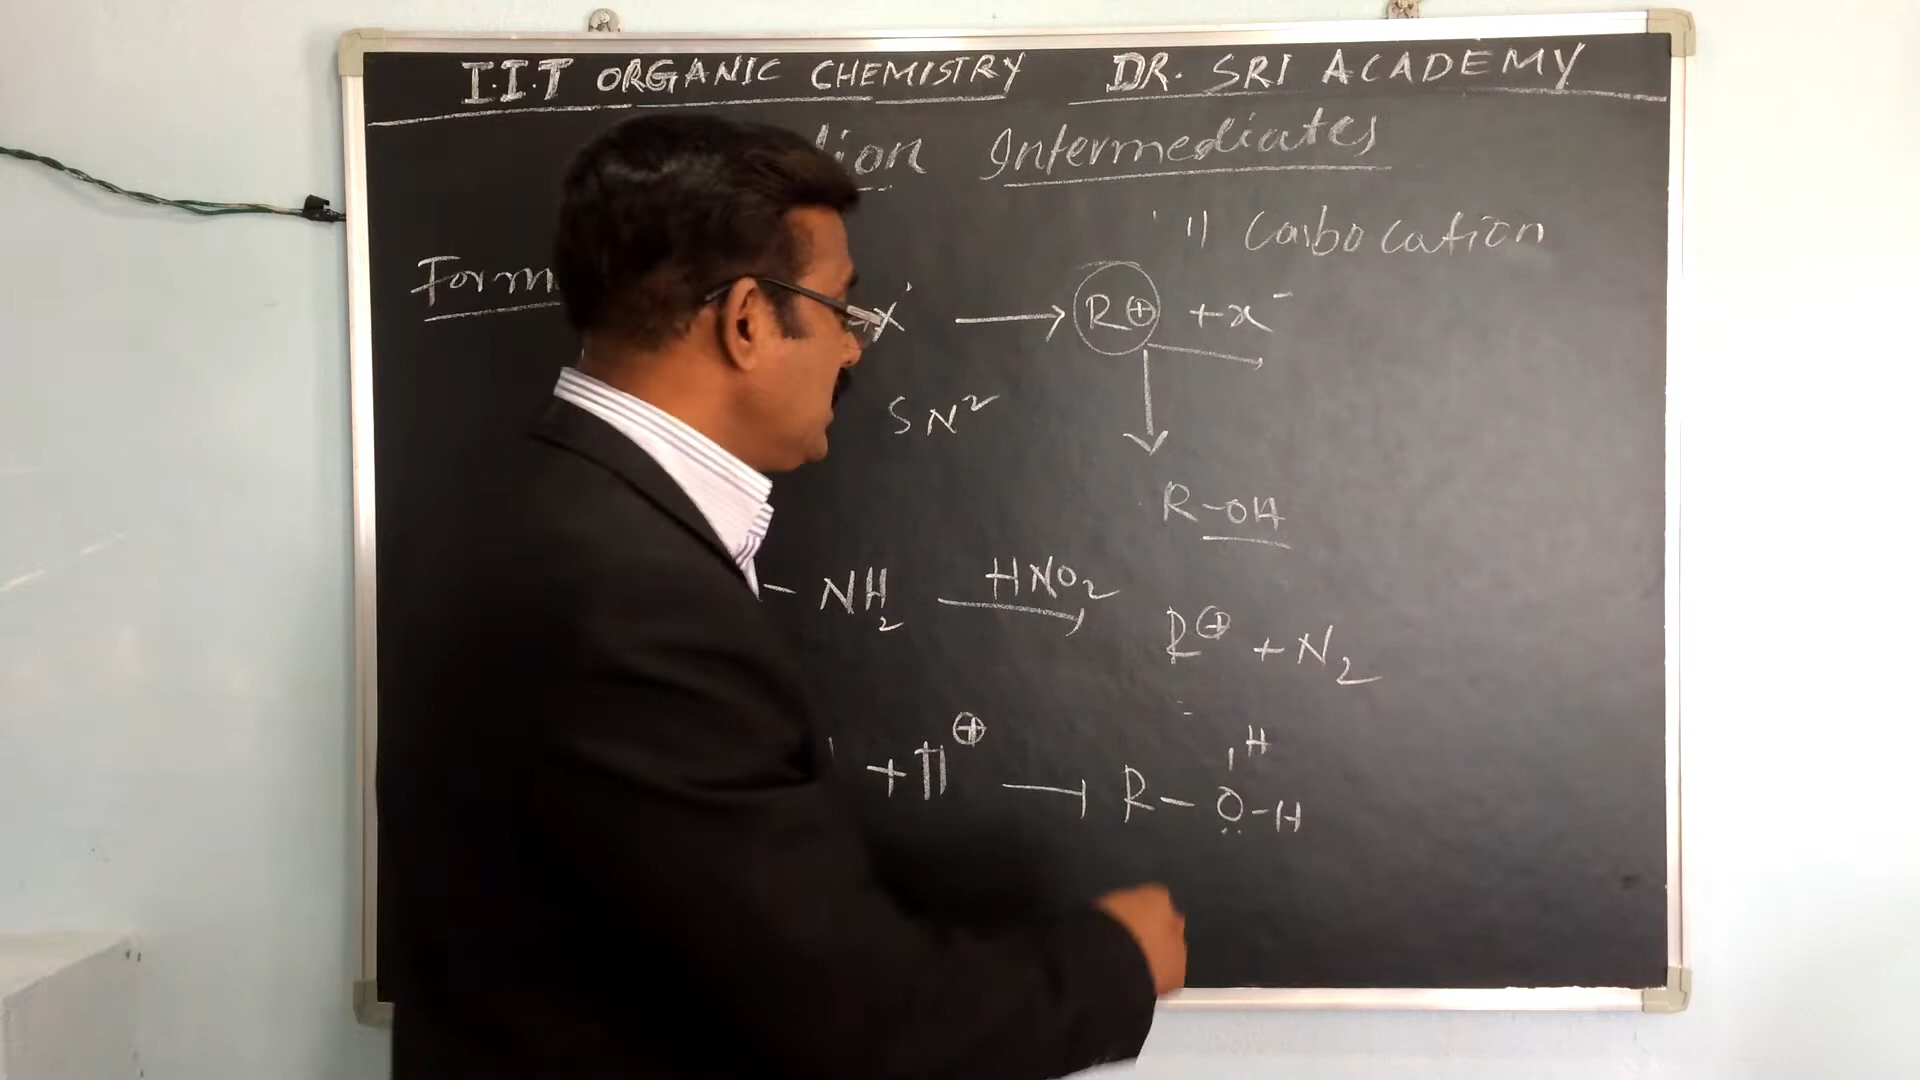 I.I.T ORGANIC CHEMISTRY DR. SRI ACADEMY
Intermediates
1) Carbocation
X → R⊕ + x⁻
SN²
R-OH
- NH₂ HNO₂ → R⊕ + N₂
+ H⊕ → R-O-H
H